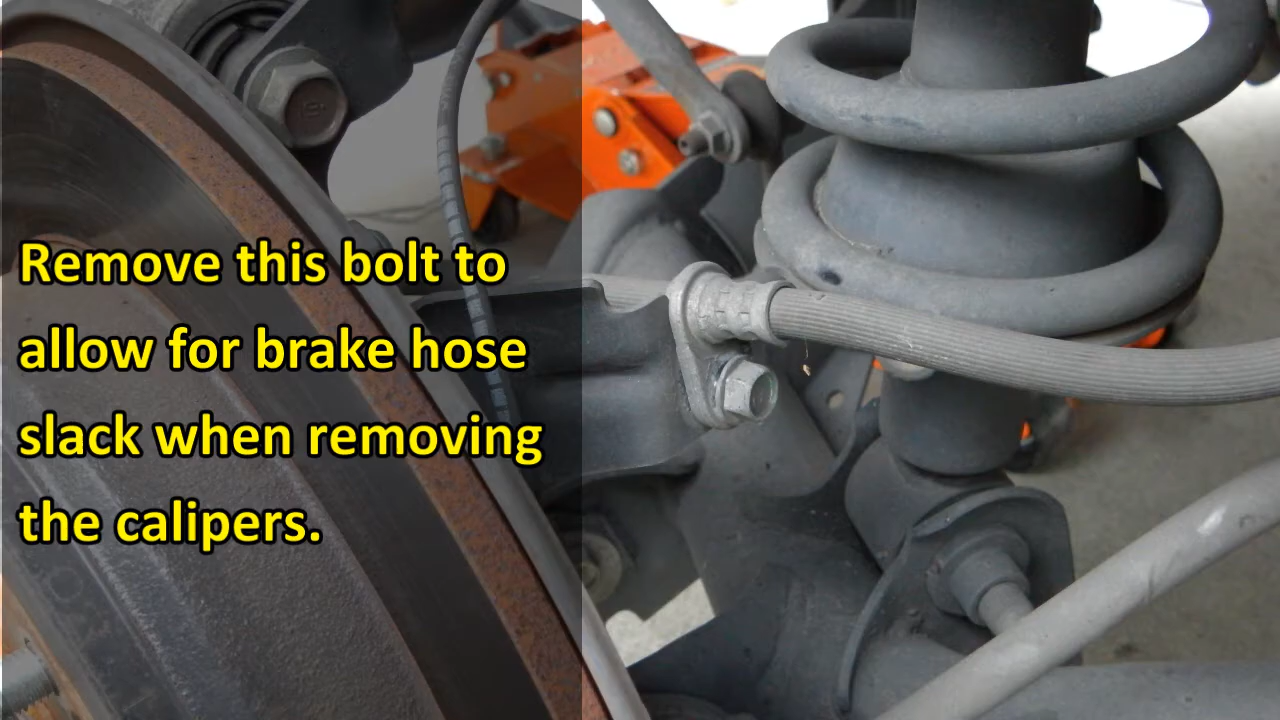 Remove this bolt to
allow for brake hose
slack when removing
the calipers.